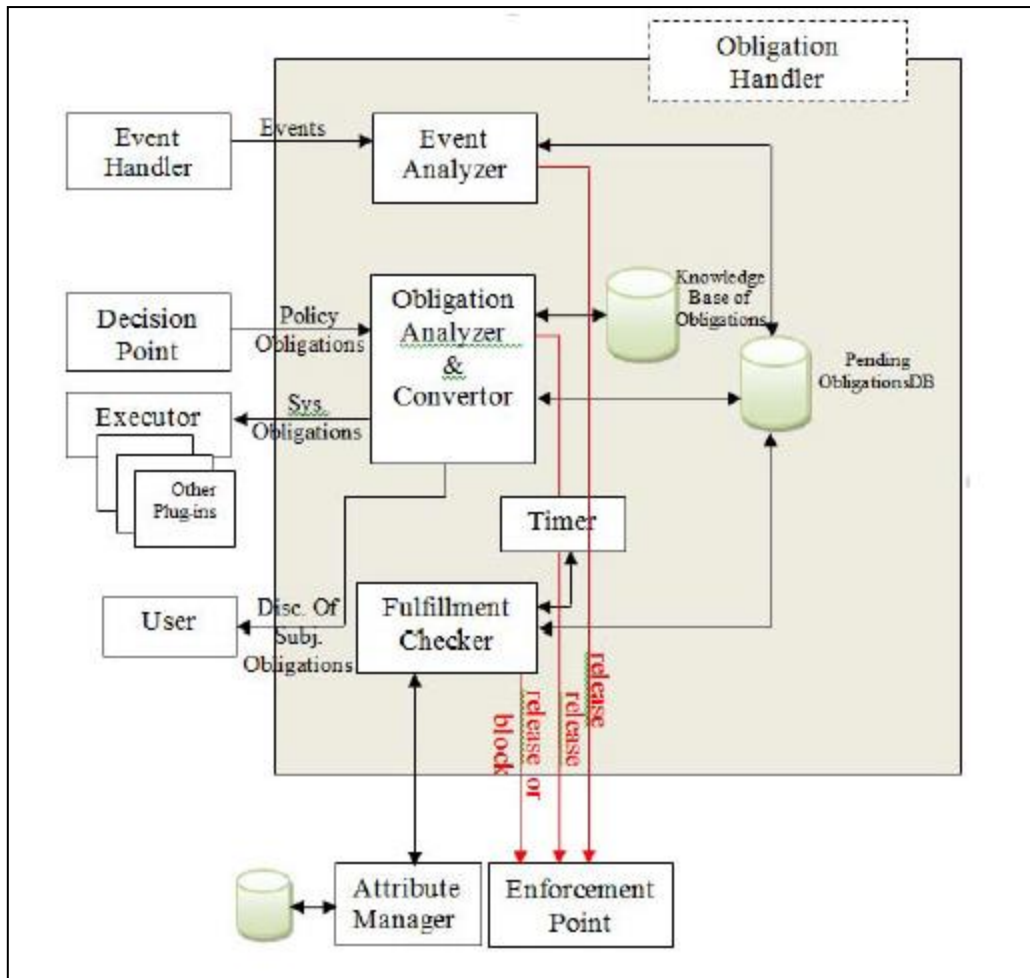 Obligation
Handler
Event
Handler
Events
Event
Analyzer
Decision
Point
Policy
Obligations
Obligation
Analyzer
&
Convertor
Knowledge
Base of
Obligations
Pending
ObligationsDB
Executor
Sys.
Obligations
Other
Plug-ins
Timer
User
Disc. Of
Subj.
Obligations
Fulfillment
Checker
release or
block
release
release
Attribute
Manager
Enforcement
Point